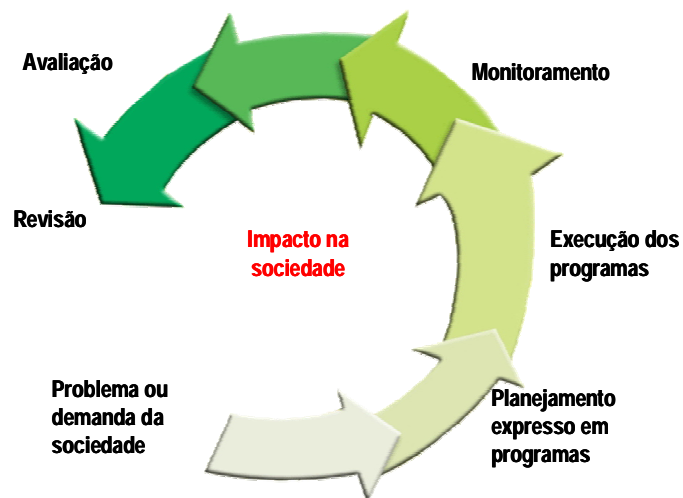 Avaliação
Monitoramento
Revisão
Impacto na
sociedade
Execução dos
programas
Problema ou
demanda da
sociedade
Planejamento
expresso em
programas